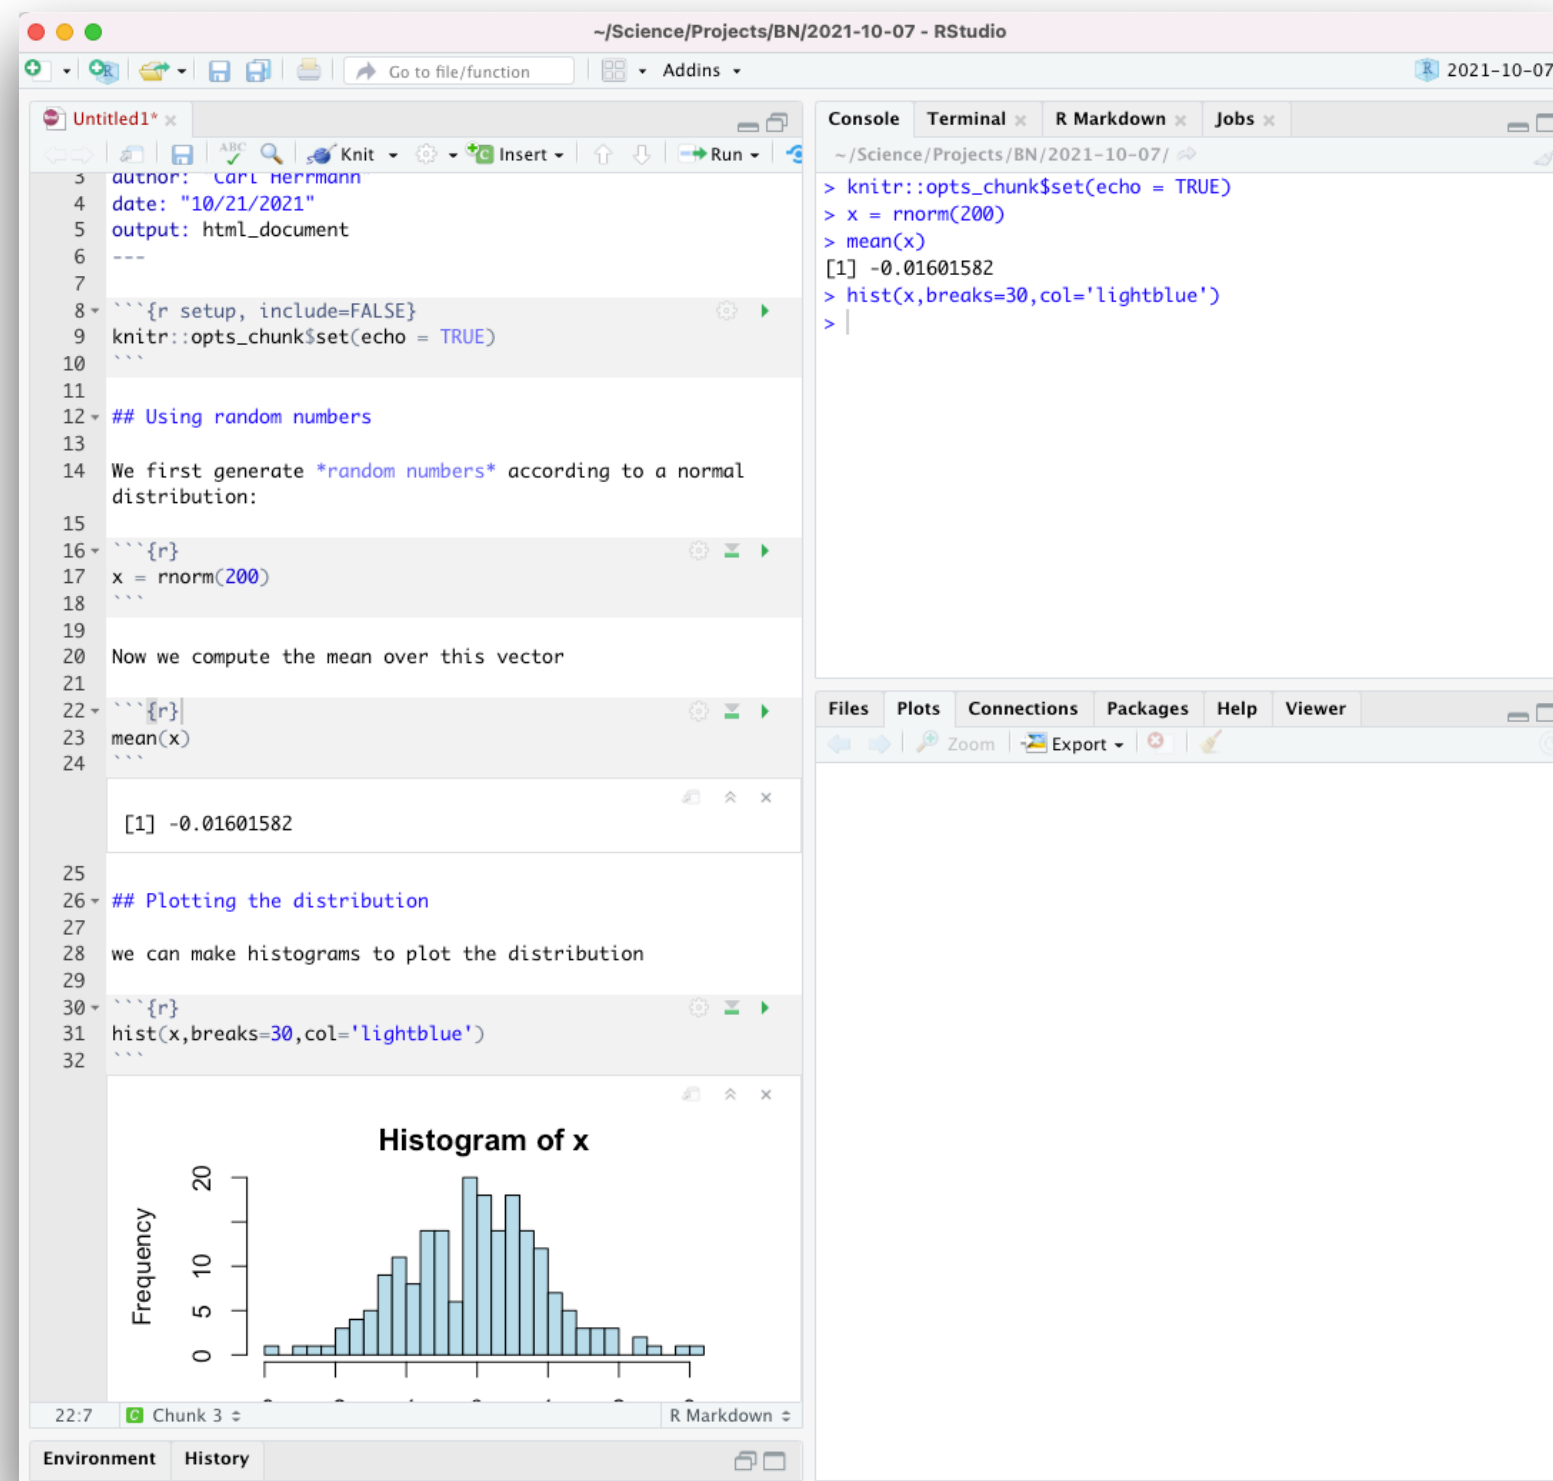 ~/Science/Projects/BN/2021-10-07 - RStudio
Go to file/function
Addins
2021-10-07
Untitled1*
ABC
Knit
Insert
Run
3 author: "Carl Herrmann"
4 date: "10/21/2021"
5 output: html_document
6 ---
7
8 ```{r setup, include=FALSE}
9 knitr::opts_chunk$set(echo = TRUE)
10 ```
11
12 ## Using random numbers
13
14 We first generate *random numbers* according to a normal
distribution:
15
16 ```{r}
17 x = rnorm(200)
18 ```
19
20 Now we compute the mean over this vector
21
22 ```{r}
23 mean(x)
24 ```
[1] -0.01601582
25
26 ## Plotting the distribution
27
28 we can make histograms to plot the distribution
29
30 ```{r}
31 hist(x,breaks=30,col='lightblue')
32 ```
Histogram of x
Frequency
20
10
5
0
22:7 C Chunk 3 R Markdown
Environment History
Console Terminal R Markdown Jobs
~/Science/Projects/BN/2021-10-07/
> knitr::opts_chunk$set(echo = TRUE)
> x = rnorm(200)
> mean(x)
[1] -0.01601582
> hist(x,breaks=30,col='lightblue')
>
Files Plots Connections Packages Help Viewer
Zoom Export